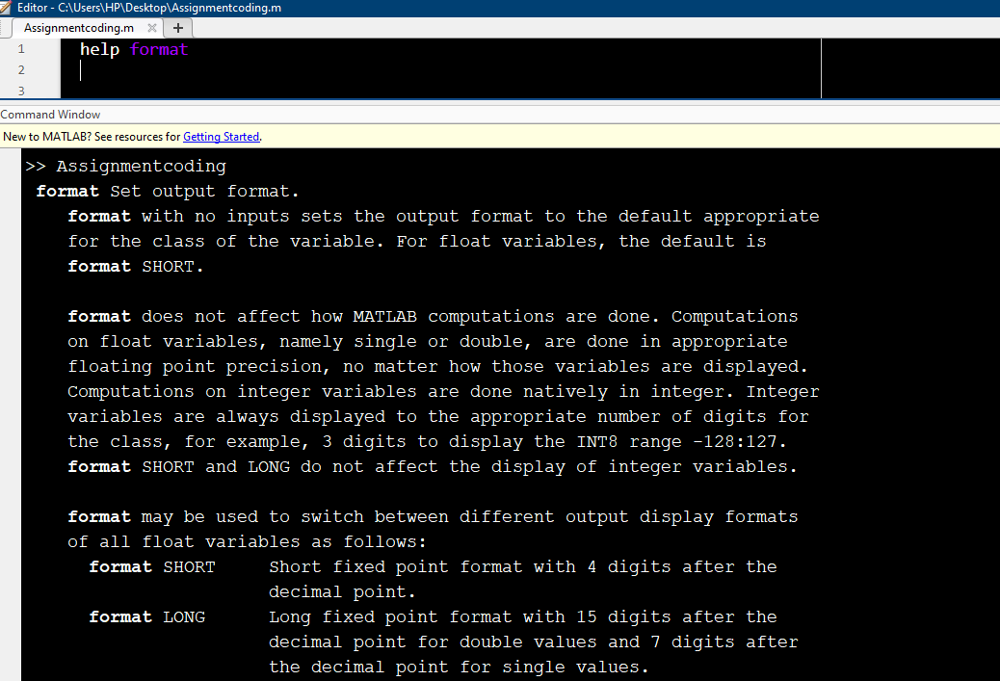 Editor - C:\Users\HP\Desktop\Assignmentcoding.m
Assignmentcoding.m × +
1 help format
2
3
Command Window
New to MATLAB? See resources for Getting Started.
>> Assignmentcoding
format Set output format.
format with no inputs sets the output format to the default appropriate
for the class of the variable. For float variables, the default is
format SHORT.
format does not affect how MATLAB computations are done. Computations
on float variables, namely single or double, are done in appropriate
floating point precision, no matter how those variables are displayed.
Computations on integer variables are done natively in integer. Integer
variables are always displayed to the appropriate number of digits for
the class, for example, 3 digits to display the INT8 range -128:127.
format SHORT and LONG do not affect the display of integer variables.
format may be used to switch between different output display formats
of all float variables as follows:
format SHORT Short fixed point format with 4 digits after the
decimal point.
format LONG Long fixed point format with 15 digits after the
decimal point for double values and 7 digits after
the decimal point for single values.